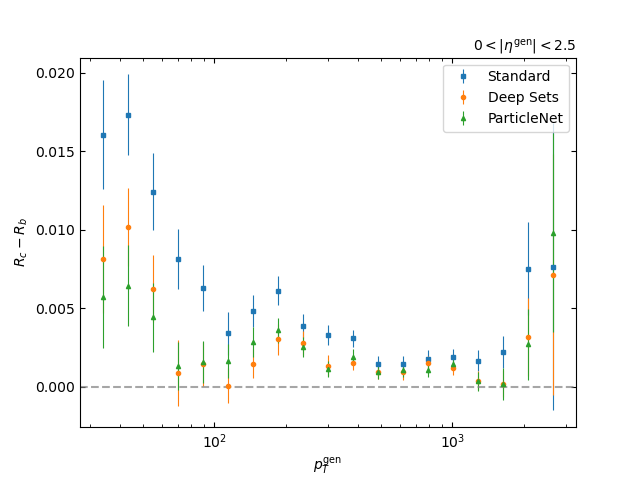 0 < |η^gen| < 2.5
0.020
0.015
0.010
0.005
0.000
R_c − R_b
Standard
Deep Sets
ParticleNet
10^2
10^3
p_T^gen